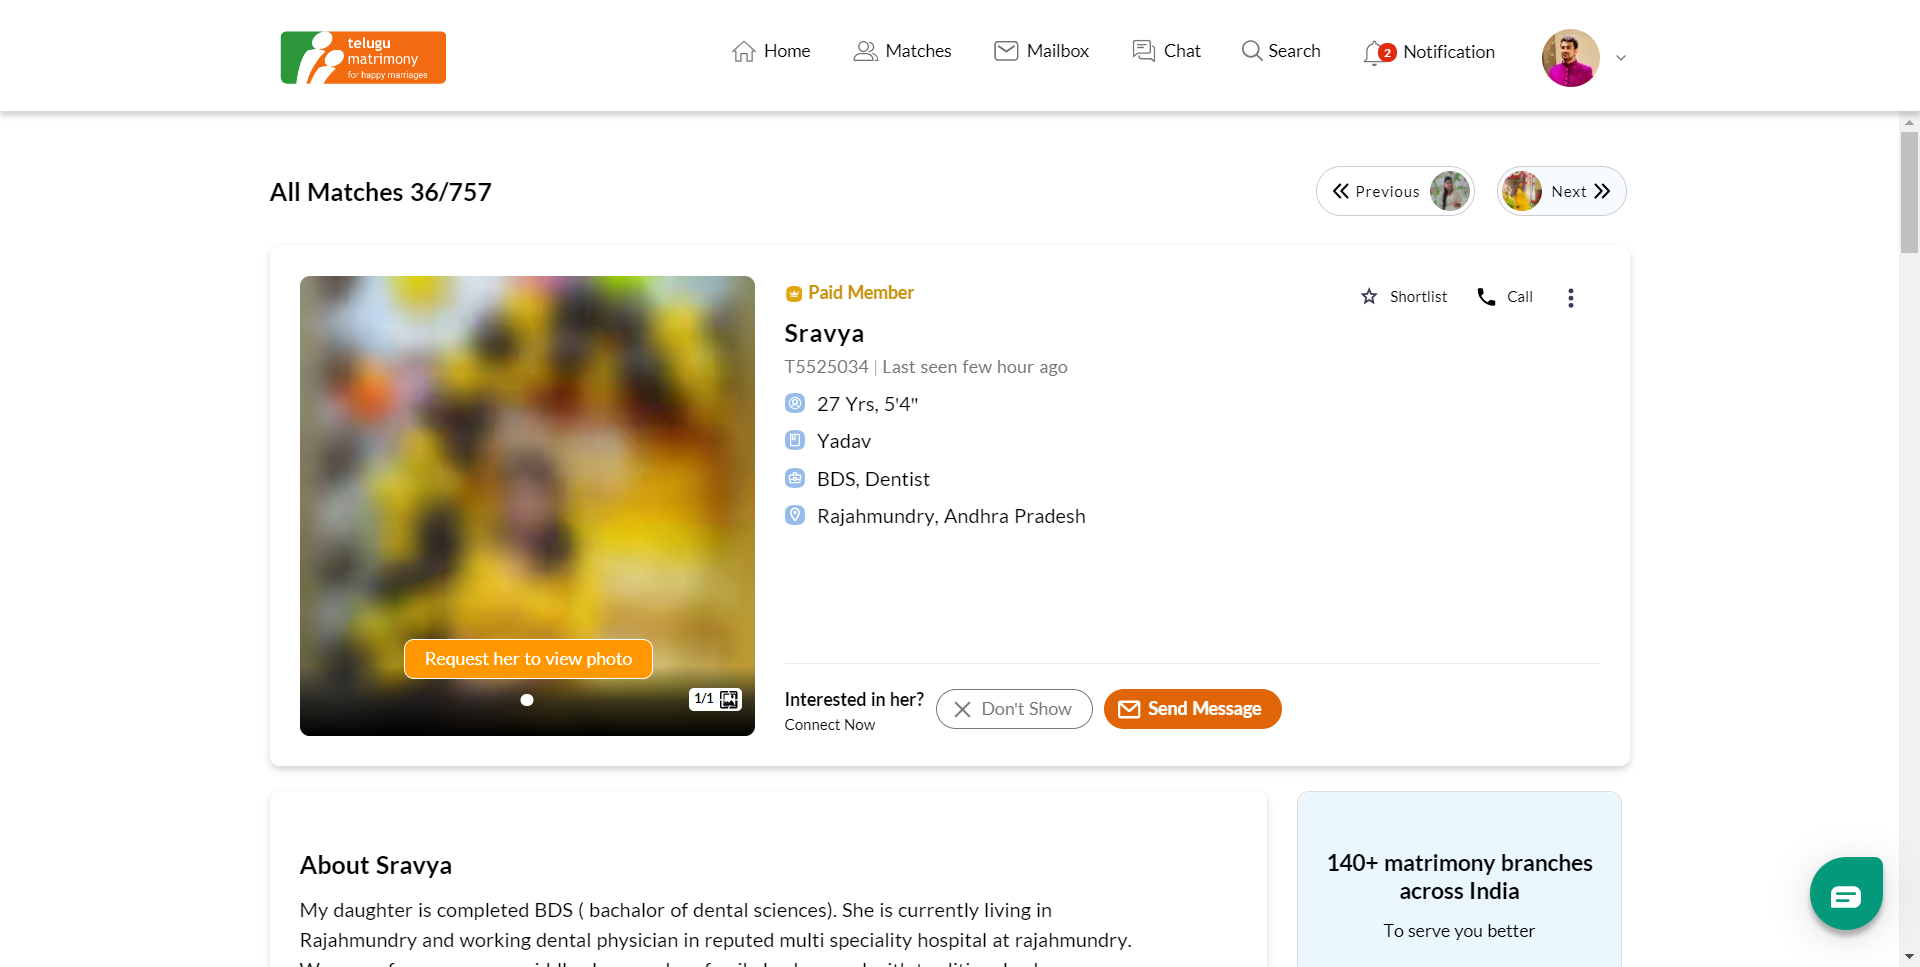 telugu
matrimony
for happy marriages
Home
Matches
Mailbox
Chat
Search
2
Notification
All Matches 36/757
Previous
Next
Paid Member
Shortlist
Call
Sravya
T5525034 | Last seen few hour ago
27 Yrs, 5'4"
Yadav
BDS, Dentist
Rajahmundry, Andhra Pradesh
Request her to view photo
1/1
Interested in her?
Connect Now
Don't Show
Send Message
About Sravya
My daughter is completed BDS ( bachalor of dental sciences). She is currently living in
Rajahmundry and working dental physician in reputed multi speciality hospital at rajahmundry.
140+ matrimony branches
across India
To serve you better